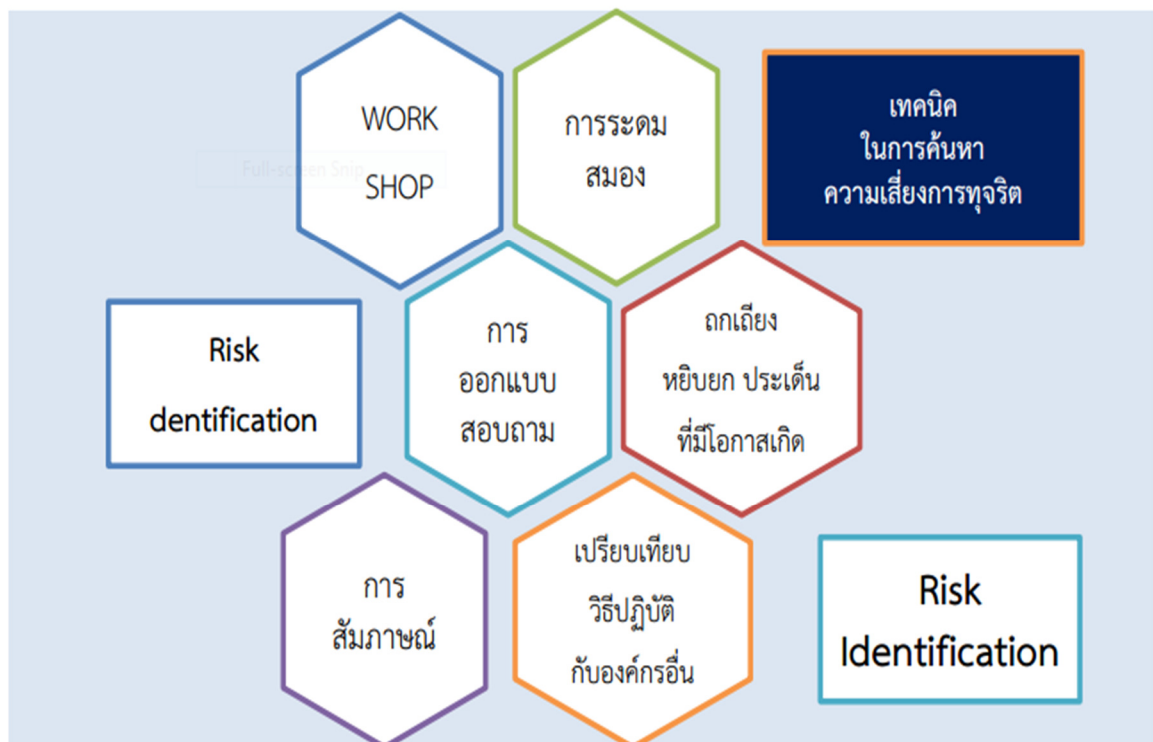 WORK
SHOP
การระดม
สมอง
เทคนิค
ในการค้นหา
ความเสี่ยงการทุจริต
Full-screen Snip
Risk
dentification
การ
ออกแบบ
สอบถาม
ถกเถียง
หยิบยก ประเด็น
ที่มีโอกาสเกิด
การ
สัมภาษณ์
เปรียบเทียบ
วิธีปฏิบัติ
กับองค์กรอื่น
Risk
Identification